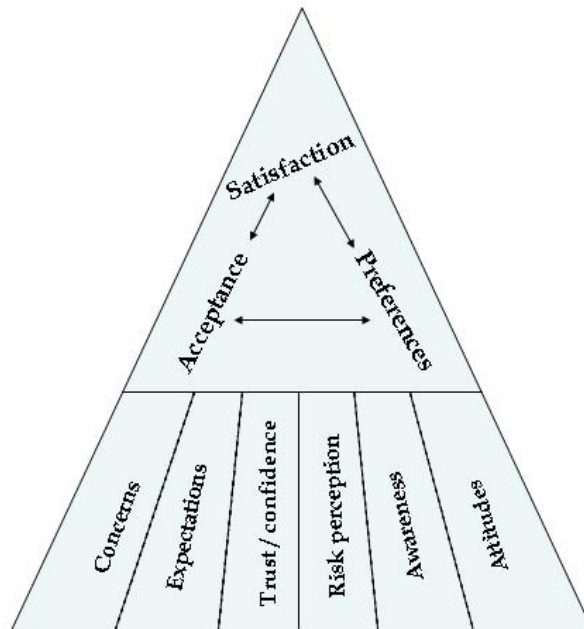 Satisfaction
Acceptance
Preferences
Concerns
Expectations
Trust/ confidence
Risk perception
Awareness
Attitudes